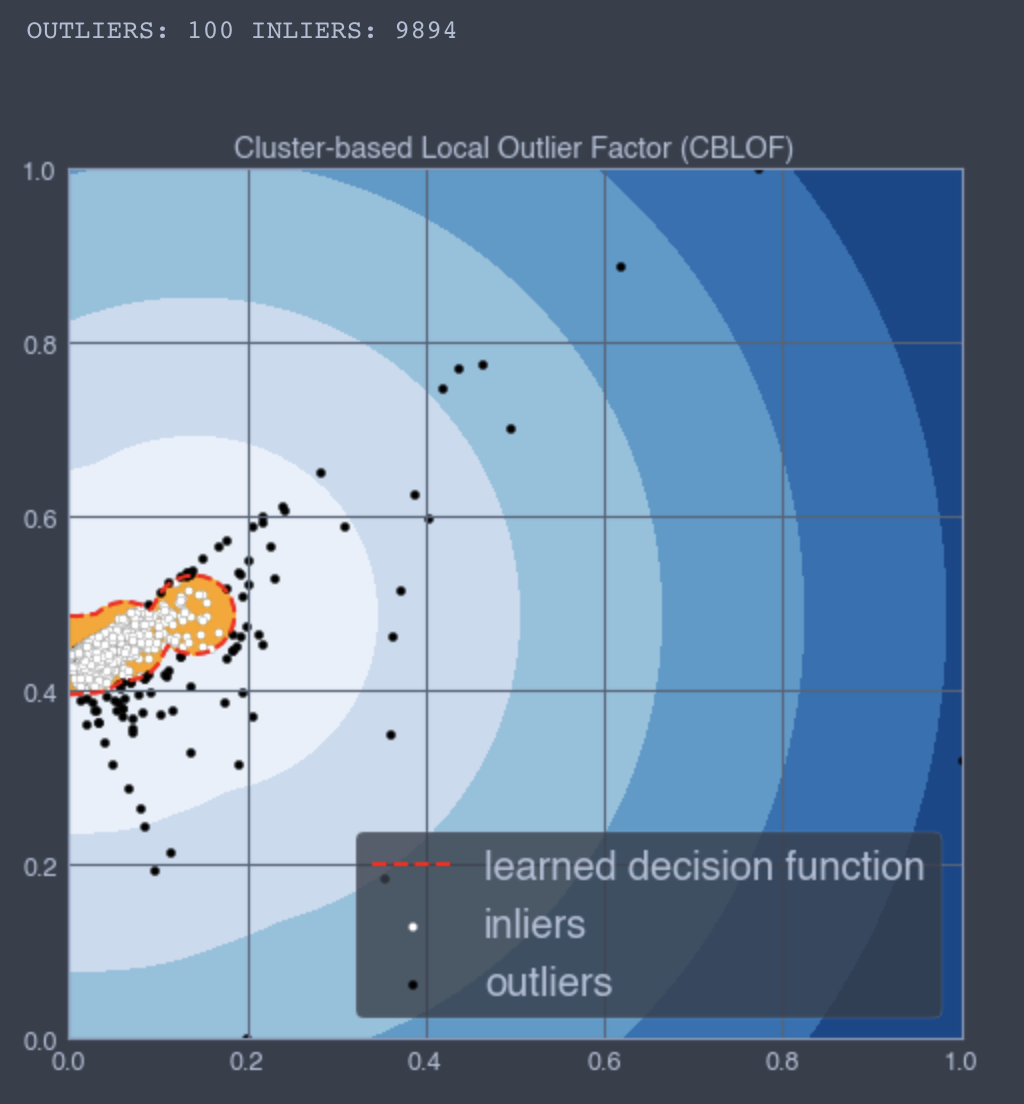 OUTLIERS: 100 INLIERS: 9894
Cluster-based Local Outlier Factor (CBLOF)
1.0
0.8
0.6
0.4
0.2
0.0
learned decision function
inliers
outliers
0.0 0.2 0.4 0.6 0.8 1.0